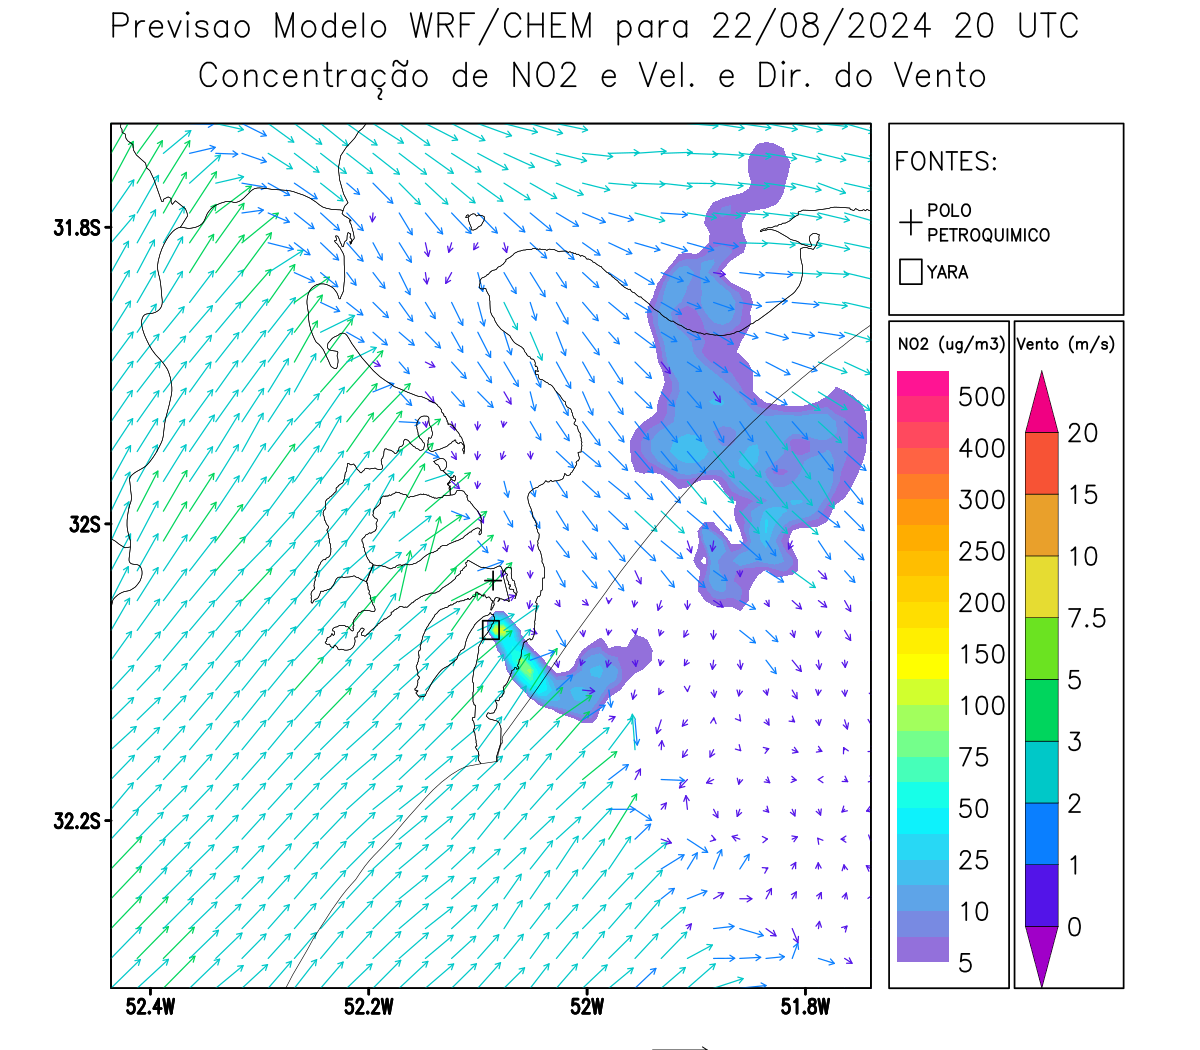 Previsao Modelo WRF/CHEM para 22/08/2024 20 UTC
Concentração de NO2 e Vel. e Dir. do Vento
FONTES:
POLO
PETROQUIMICO
YARA
NO2 (ug/m3)
500
400
300
250
200
150
100
75
50
25
10
5
Vento (m/s)
20
15
10
7.5
5
3
2
1
0
31.8S
32S
32.2S
52.4W
52.2W
52W
51.8W